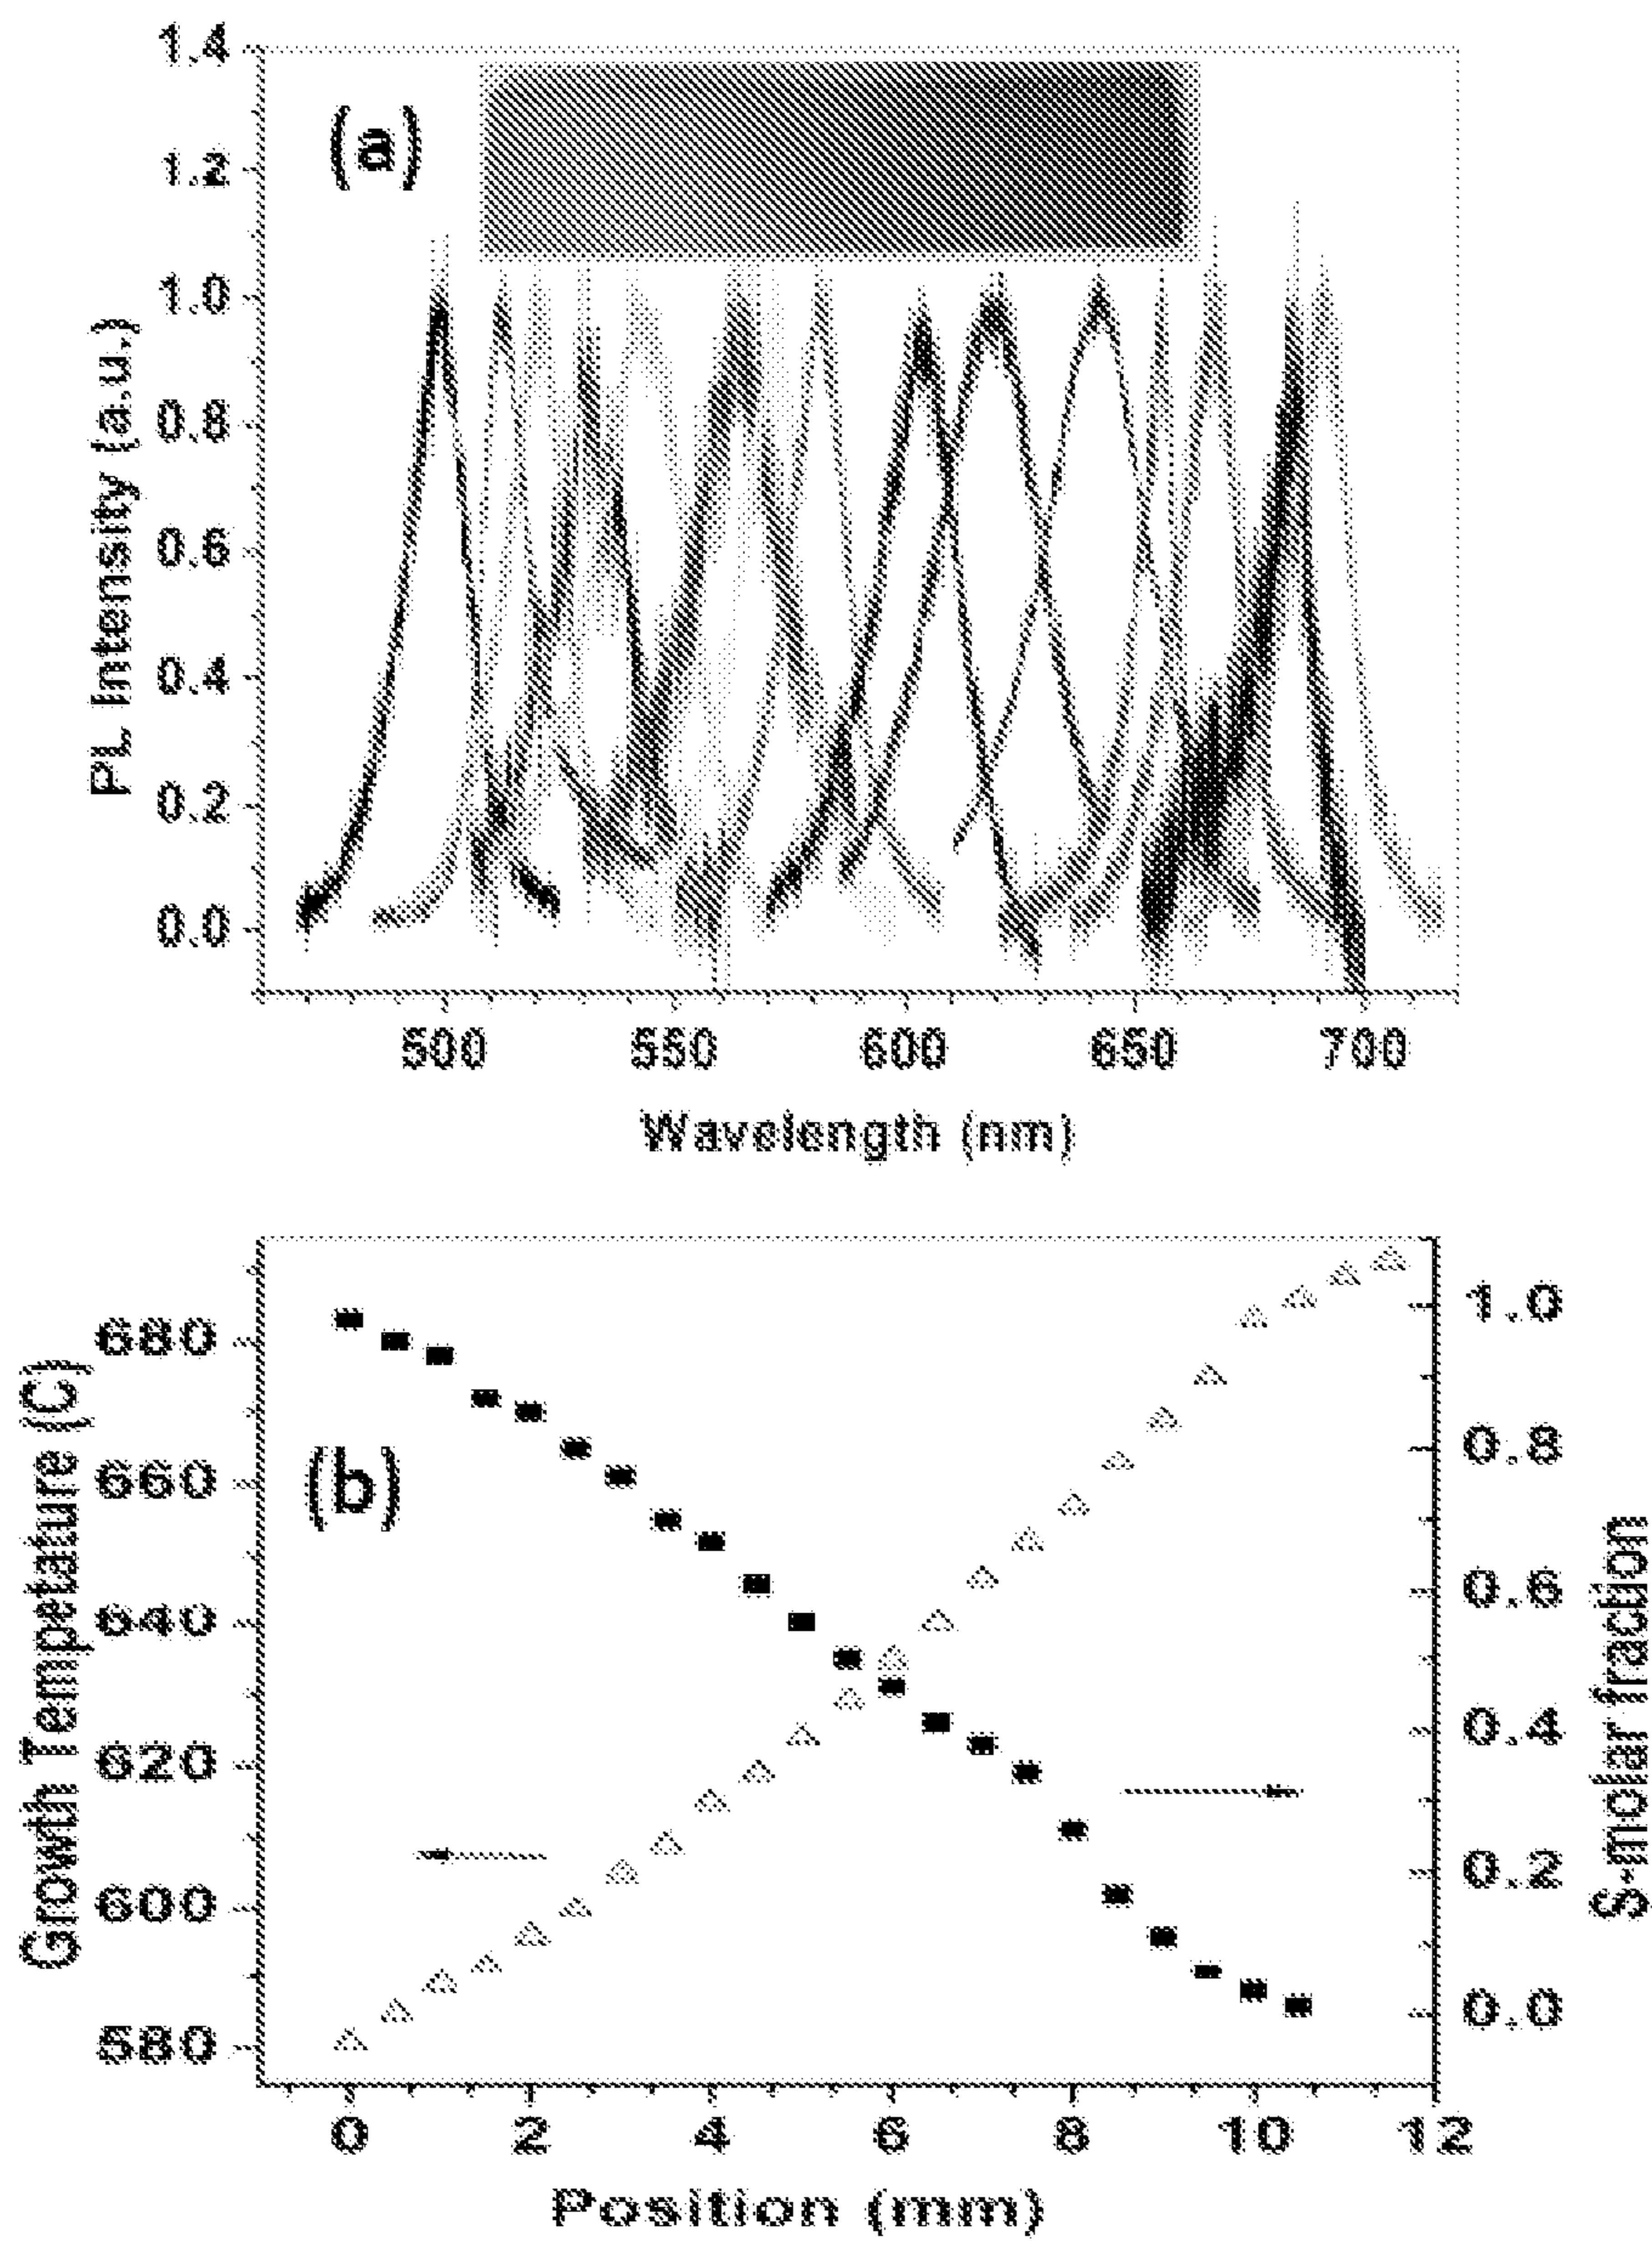 (a)
PL Intensity (a.u.)
1.4
1.2
1.0
0.8
0.6
0.4
0.2
0.0
500 550 600 650 700
Wavelength (nm)
(b)
Growth Tempetature (C)
680
660
640
620
600
580
S-molar fraction
1.0
0.8
0.6
0.4
0.2
0.0
0 2 4 6 8 10 12
Position (mm)